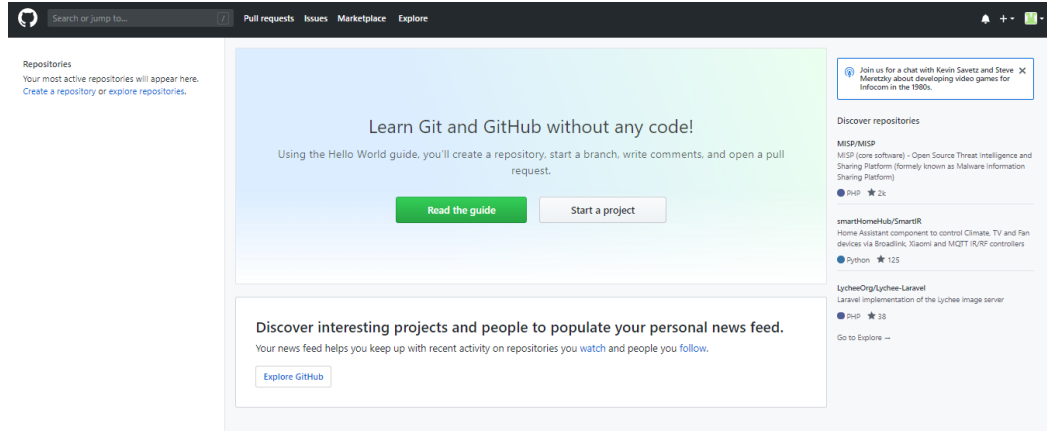 Search or jump to...
/
Pull requests Issues Marketplace Explore
Repositories
Your most active repositories will appear here.
Create a repository or explore repositories.
Learn Git and GitHub without any code!
Using the Hello World guide, you'll create a repository, start a branch, write comments, and open a pull
request.
Read the guide
Start a project
Discover interesting projects and people to populate your personal news feed.
Your news feed helps you keep up with recent activity on repositories you watch and people you follow.
Explore GitHub
Join us for a chat with Kevin Savetz and Steve
Meretzky about developing video games for
Infocom in the 1980s.
Discover repositories
MISP/MISP
MISP (core software) - Open Source Threat Intelligence and
Sharing Platform (formely known as Malware Information
Sharing Platform)
PHP ★ 2k
smartHomeHub/SmartIR
Home Assistant component to control Climate, TV and Fan
devices via Broadlink, Xiaomi and MQTT IR/RF controllers
Python ★ 125
LycheeOrg/Lychee-Laravel
Laravel implementation of the Lychee image server
PHP ★ 38
Go to Explore →